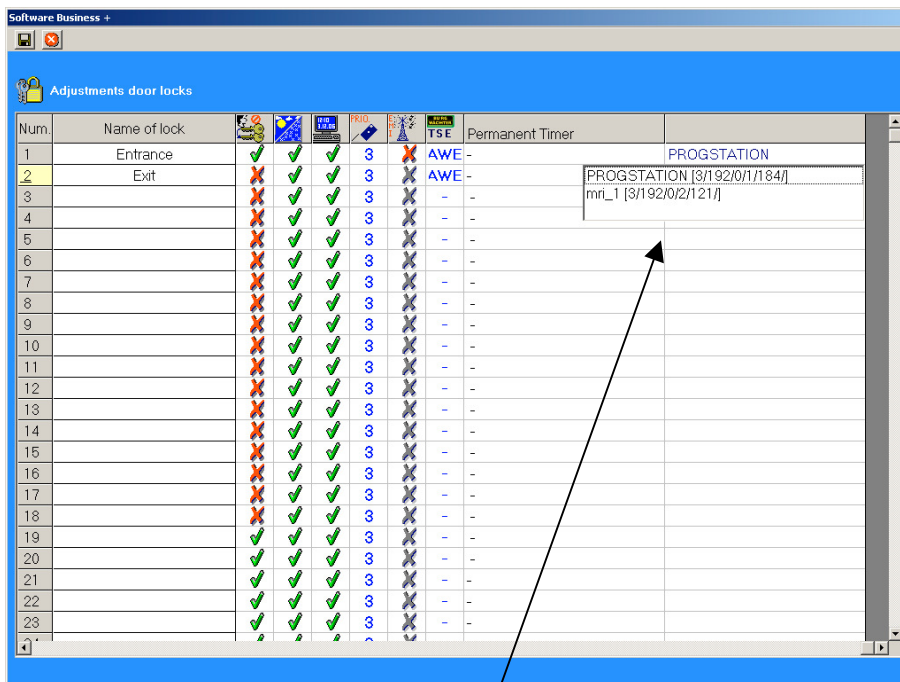 Software Business +
Adjustments door locks
Num. Name of lock PRIO. TSE Permanent Timer
1 Entrance 3 AWE - PROGSTATION
2 Exit 3 AWE PROGSTATION [3/192/0/1/184/]
3 3 - - mri_1 [3/192/0/2/121/]
4 3 - -
5 3 - -
6 3 - -
7 3 - -
8 3 - -
9 3 - -
10 3 - -
11 3 - -
12 3 - -
13 3 - -
14 3 - -
15 3 - -
16 3 - -
17 3 - -
18 3 - -
19 3 - -
20 3 - -
21 3 - -
22 3 - -
23 3 - -